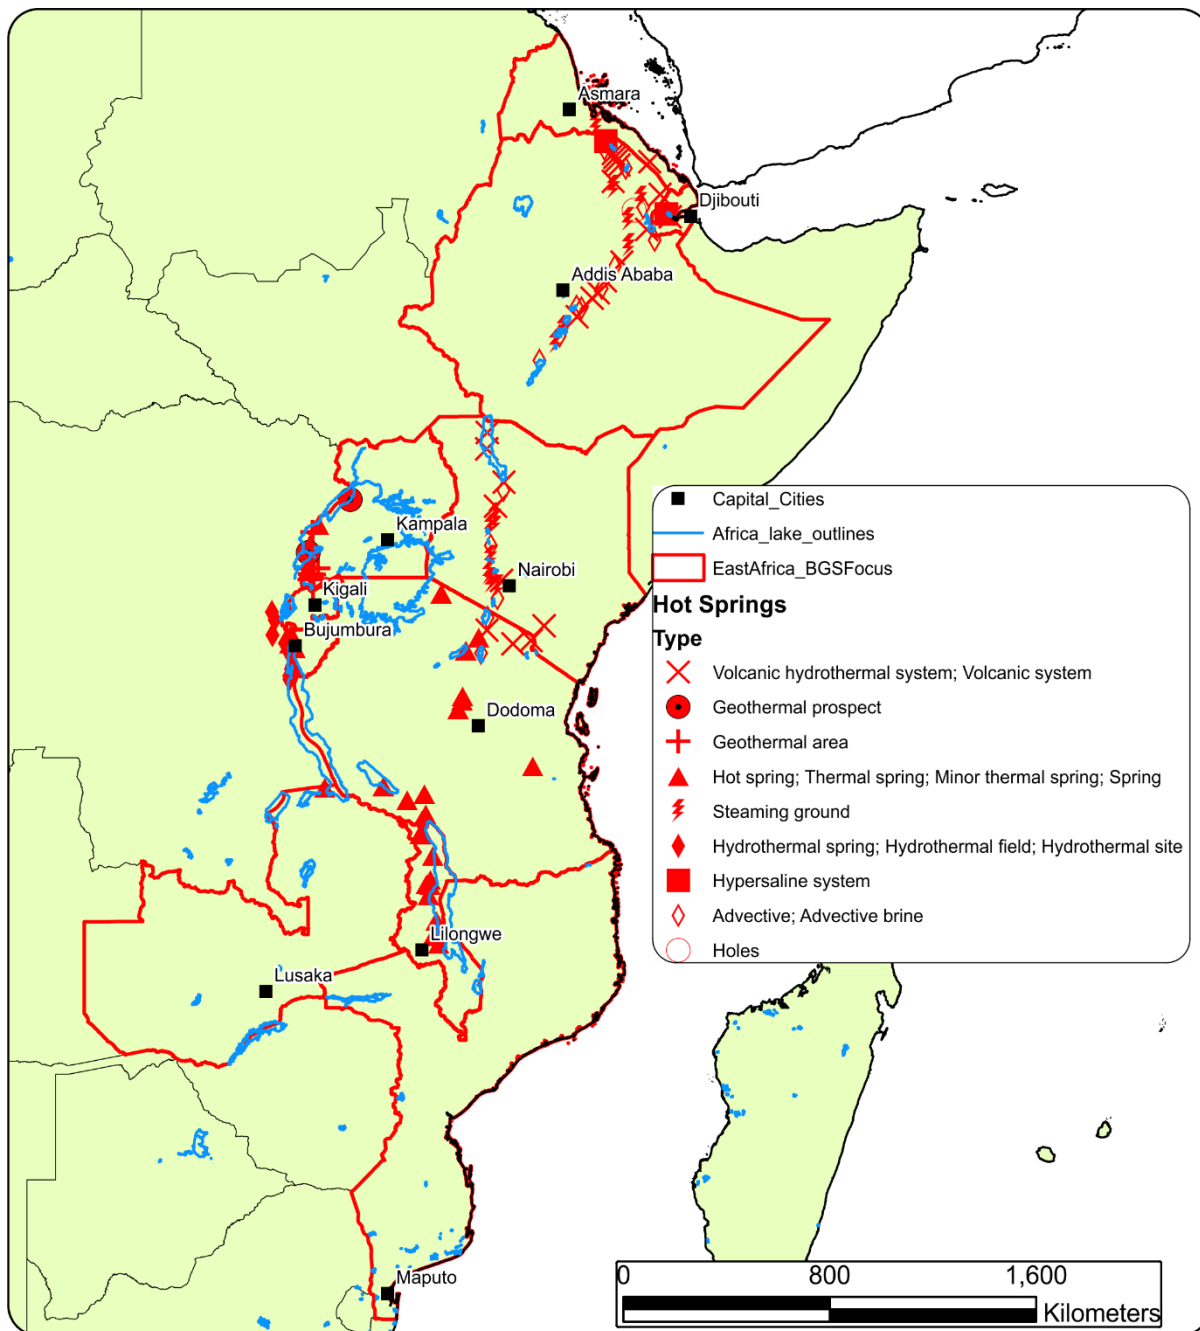 Asmara
Djibouti
Addis Ababa
Capital_Cities
Africa_lake_outlines
EastAfrica_BGSFocus
Hot Springs
Type
Volcanic hydrothermal system; Volcanic system
Geothermal prospect
Geothermal area
Hot spring; Thermal spring; Minor thermal spring; Spring
Steaming ground
Hydrothermal spring; Hydrothermal field; Hydrothermal site
Hypersaline system
Advective; Advective brine
Holes
Kampala
Nairobi
Kigali
Bujumbura
Dodoma
Lilongwe
Lusaka
Maputo
0 800 1,600
Kilometers